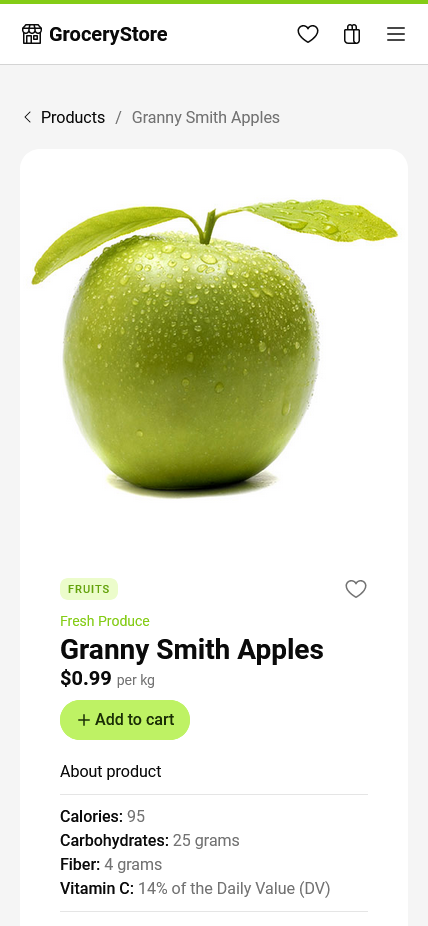 GroceryStore
Products / Granny Smith Apples
FRUITS
Fresh Produce
Granny Smith Apples
$0.99 per kg
+ Add to cart
About product
Calories: 95
Carbohydrates: 25 grams
Fiber: 4 grams
Vitamin C: 14% of the Daily Value (DV)